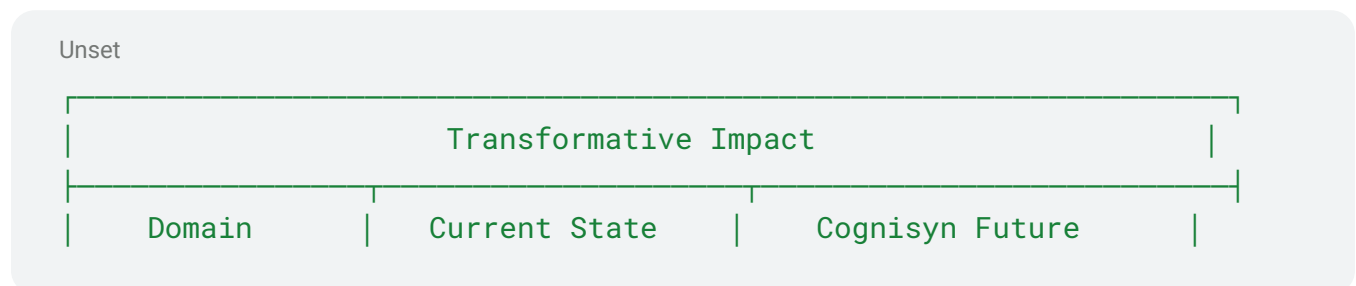 Unset
Transformative Impact
Domain | Current State | Cognisyn Future